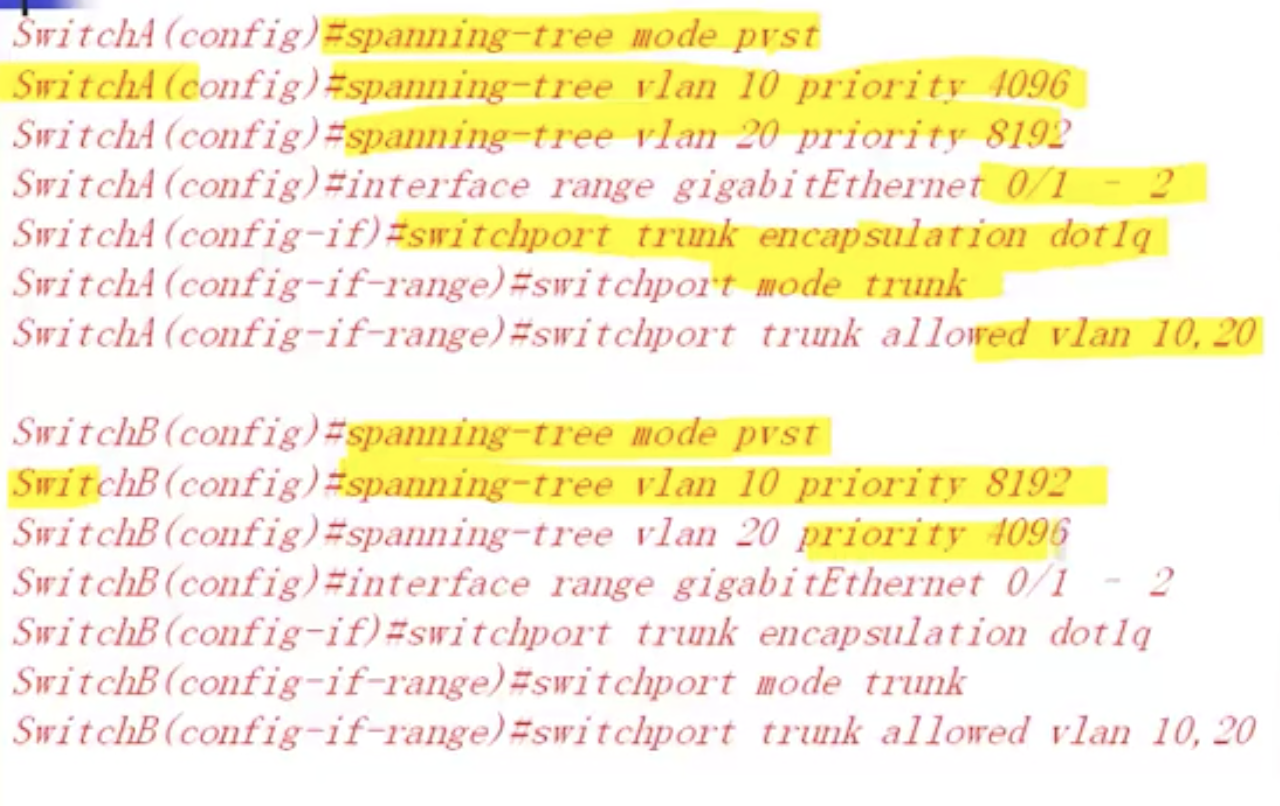 SwitchA(config)#spanning-tree mode pvst
SwitchA(config)#spanning-tree vlan 10 priority 4096
SwitchA(config)#spanning-tree vlan 20 priority 8192
SwitchA(config)#interface range gigabitEthernet 0/1 - 2
SwitchA(config-if)#switchport trunk encapsulation dot1q
SwitchA(config-if-range)#switchport mode trunk
SwitchA(config-if-range)#switchport trunk allowed vlan 10,20
SwitchB(config)#spanning-tree mode pvst
SwitchB(config)#spanning-tree vlan 10 priority 8192
SwitchB(config)#spanning-tree vlan 20 priority 4096
SwitchB(config)#interface range gigabitEthernet 0/1 - 2
SwitchB(config-if)#switchport trunk encapsulation dot1q
SwitchB(config-if-range)#switchport mode trunk
SwitchB(config-if-range)#switchport trunk allowed vlan 10,20